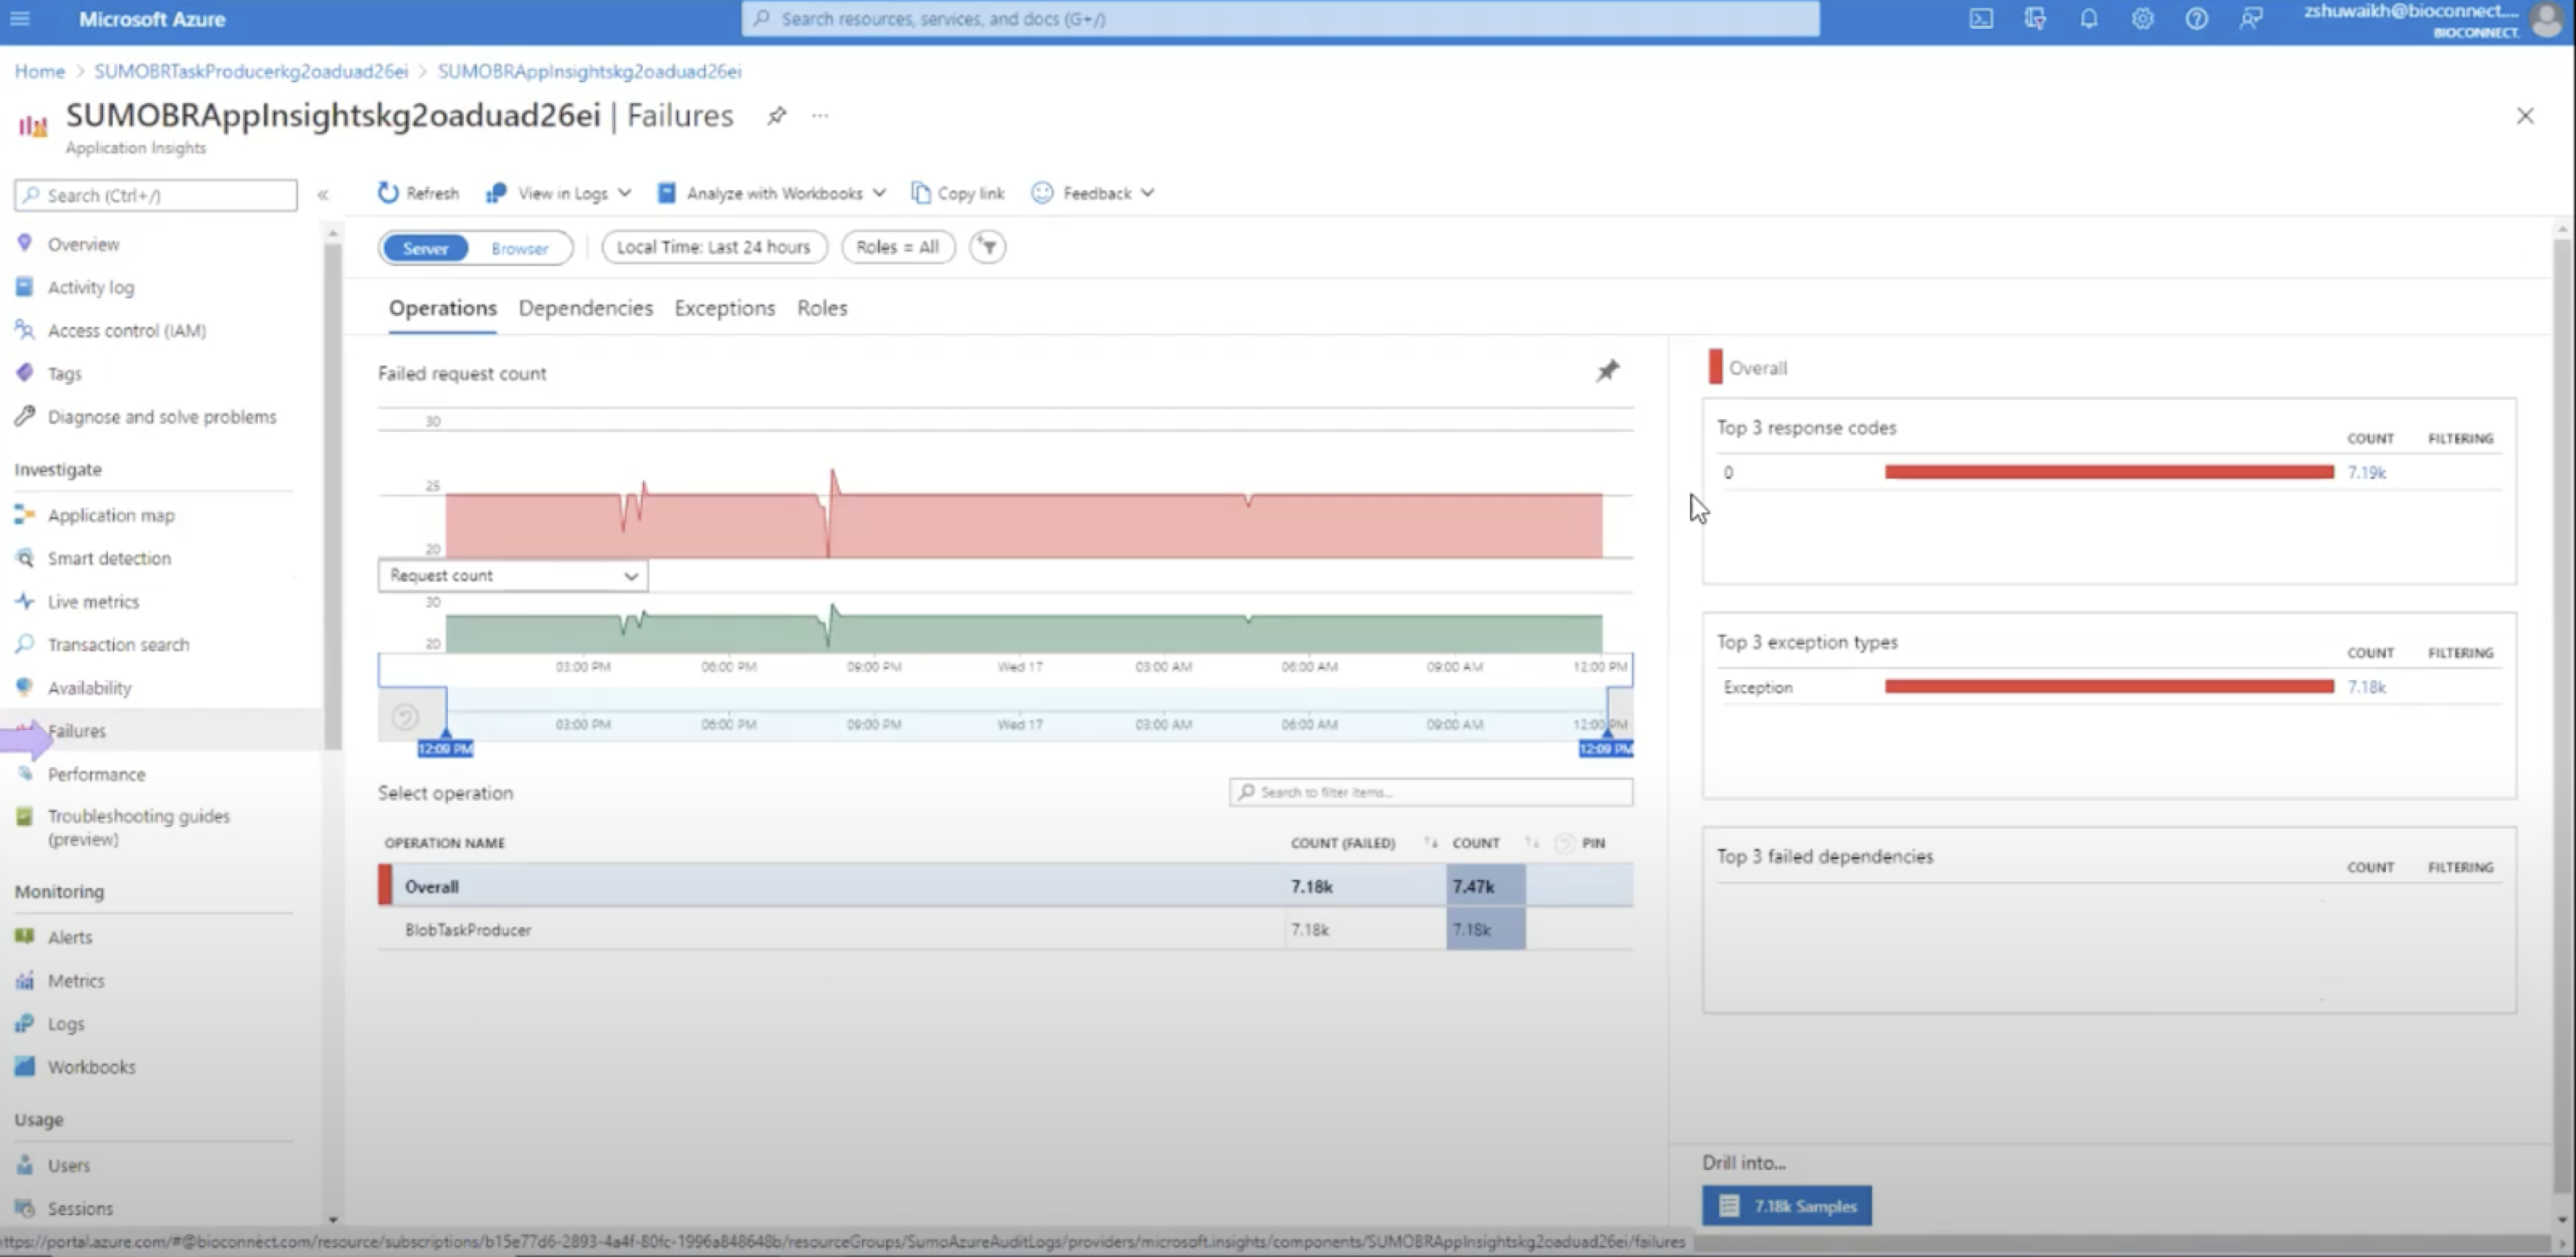 Microsoft Azure
Search resources, services, and docs (G+/)
zshuwaikh@bioconnect....
BIOCONNECT.
Home > SUMOBRTaskProducerkg2oaduad26ei > SUMOBRAppInsightskg2oaduad26ei
SUMOBRAppInsightskg2oaduad26ei | Failures
Application Insights
Search (Ctrl+/)
Refresh View in Logs Analyze with Workbooks Copy link Feedback
Overview
Activity log
Access control (IAM)
Tags
Diagnose and solve problems
Investigate
Application map
Smart detection
Live metrics
Transaction search
Availability
Failures
Performance
Troubleshooting guides
(preview)
Monitoring
Alerts
Metrics
Logs
Workbooks
Usage
Users
Sessions
Server Browser Local Time: Last 24 hours Roles = All
Operations Dependencies Exceptions Roles
Failed request count
30
25
20
Request count
30
20
03:00 PM 06:00 PM 09:00 PM Wed 17 03:00 AM 06:00 AM 09:00 AM 12:00 PM
03:00 PM 06:00 PM 09:00 PM Wed 17 03:00 AM 06:00 AM 09:00 AM 12:00 PM
12:09 PM 12:09 PM
Select operation
Search to filter items...
OPERATION NAME COUNT (FAILED) COUNT PIN
Overall 7.18k 7.47k
BlobTaskProducer 7.18k 7.18k
Overall
Top 3 response codes
COUNT FILTERING
0 7.19k
Top 3 exception types
COUNT FILTERING
Exception 7.18k
Top 3 failed dependencies
COUNT FILTERING
Drill into...
7.18k Samples
https://portal.azure.com/#@bioconnect.com/resource/subscriptions/b15e77d6-2893-4a4f-80fc-1996a848648b/resourceGroups/SumoAzureAuditLogs/providers/microsoft.insights/components/SUMOBRAppInsightskg2oaduad26ei/failures